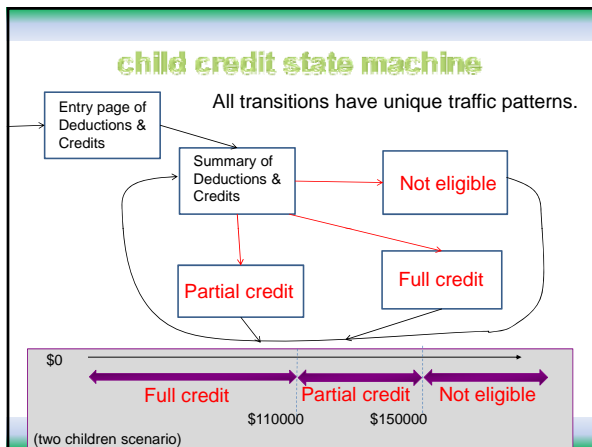 child credit state machine
Entry page of
Deductions &
Credits
All transitions have unique traffic patterns.
Summary of
Deductions &
Credits
Not eligible
Partial credit
Full credit
$0
Full credit
Partial credit
Not eligible
$110000
$150000
(two children scenario)